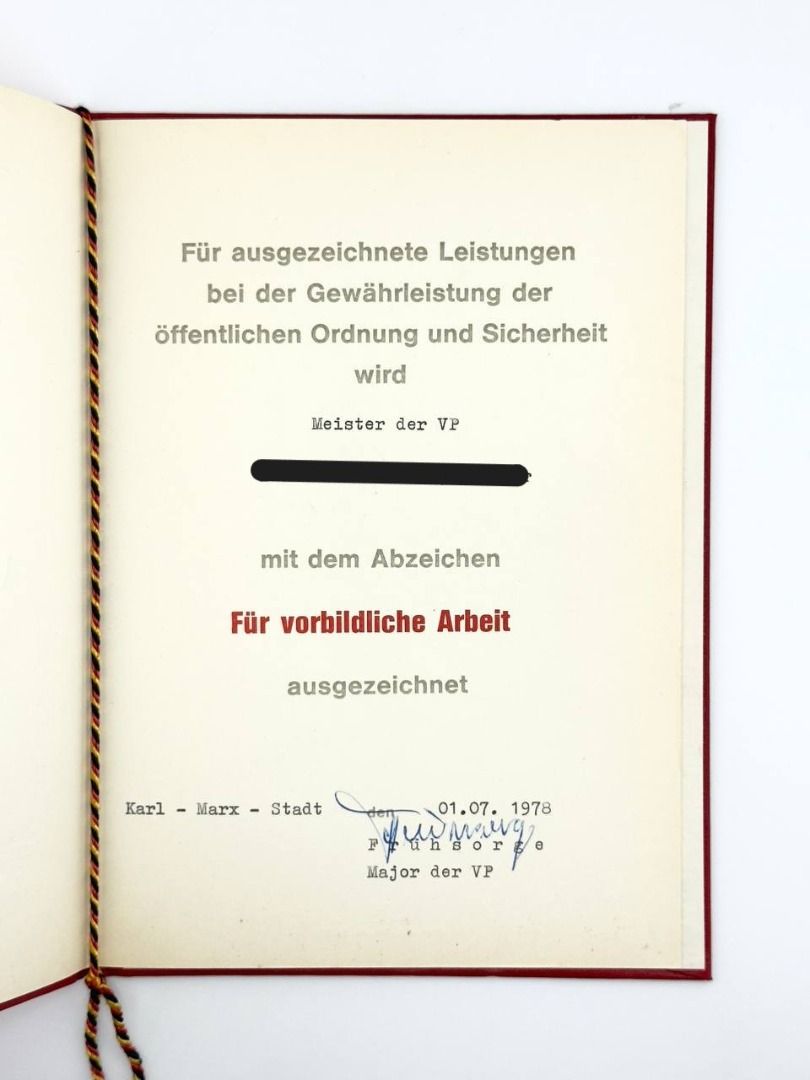 Für ausgezeichnete Leistungen
bei der Gewährleistung der
öffentlichen Ordnung und Sicherheit
wird
Meister der VP
mit dem Abzeichen
Für vorbildliche Arbeit
ausgezeichnet
Karl - Marx - Stadt den 01.07. 1978
Frühsorge
Major der VP